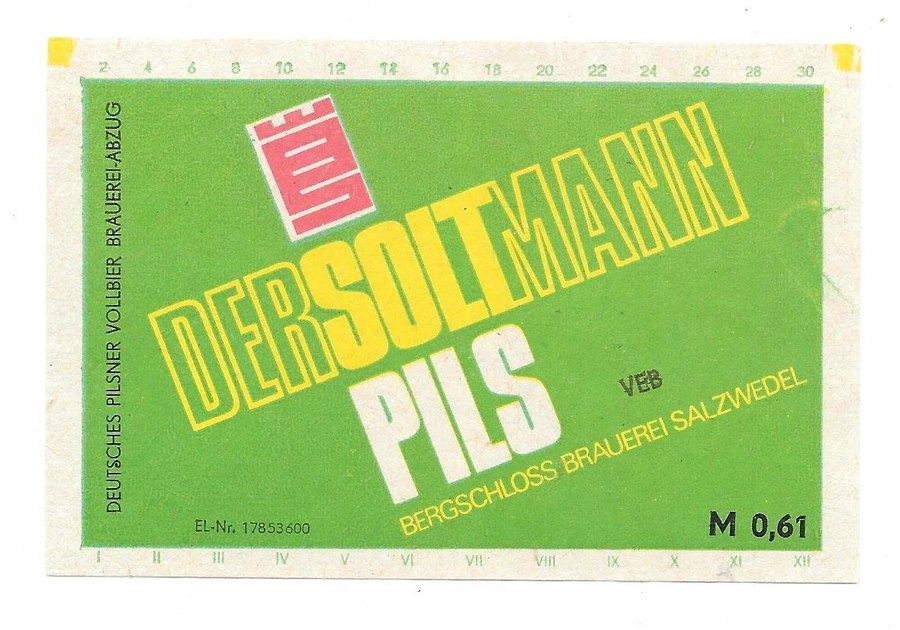 2 4 6 8 10 12 14 16 18 20 22 24 26 28 30
DEUTSCHES PILSNER VOLLBIER BRAUEREI-ABZUG
DERSOLTMANN
PILS
VEB
BERGSCHLOSS BRAUEREI SALZWEDEL
EL-Nr. 17853600
M 0,61
I II III IV V VI VII VIII IX X XI XII